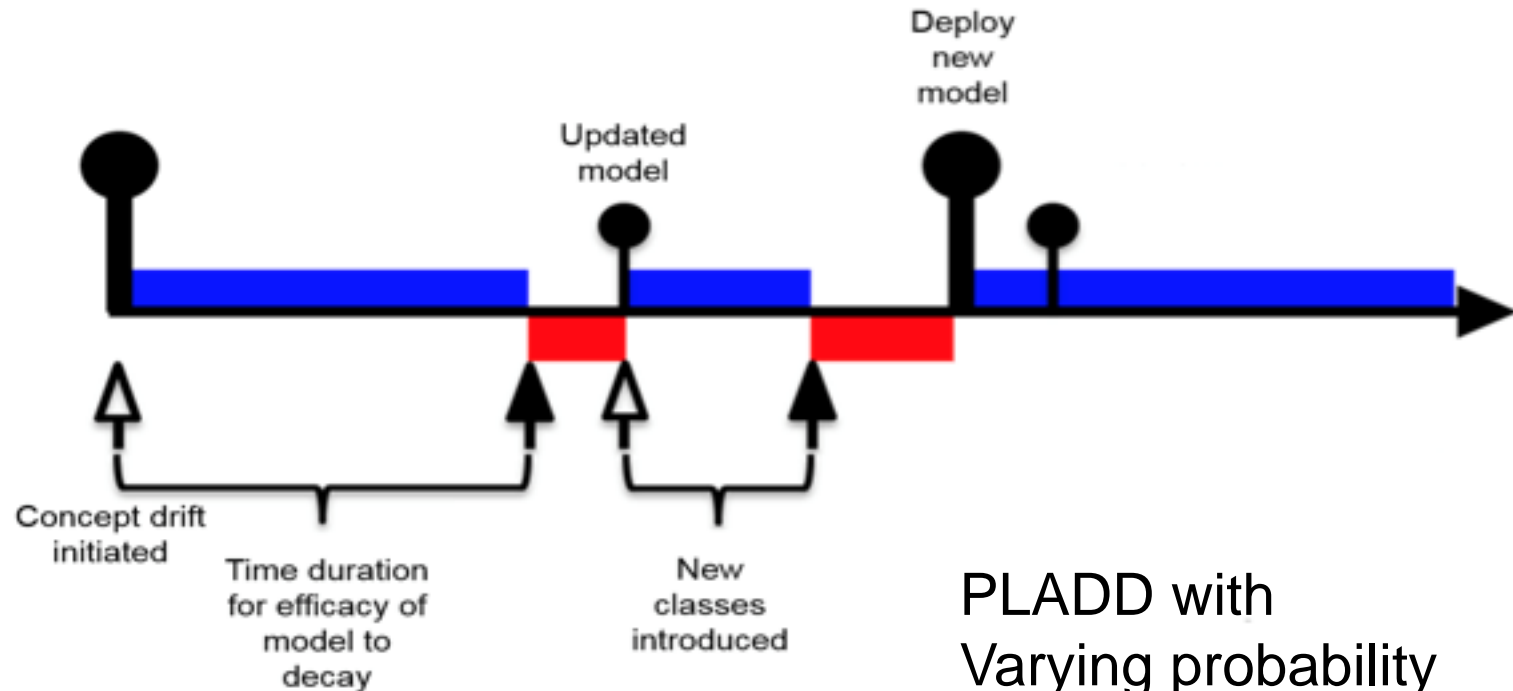 Deploy
new
model
Updated
model
Concept drift
initiated
Time duration
for efficacy of
model to
decay
New
classes
introduced
PLADD with
Varying probability